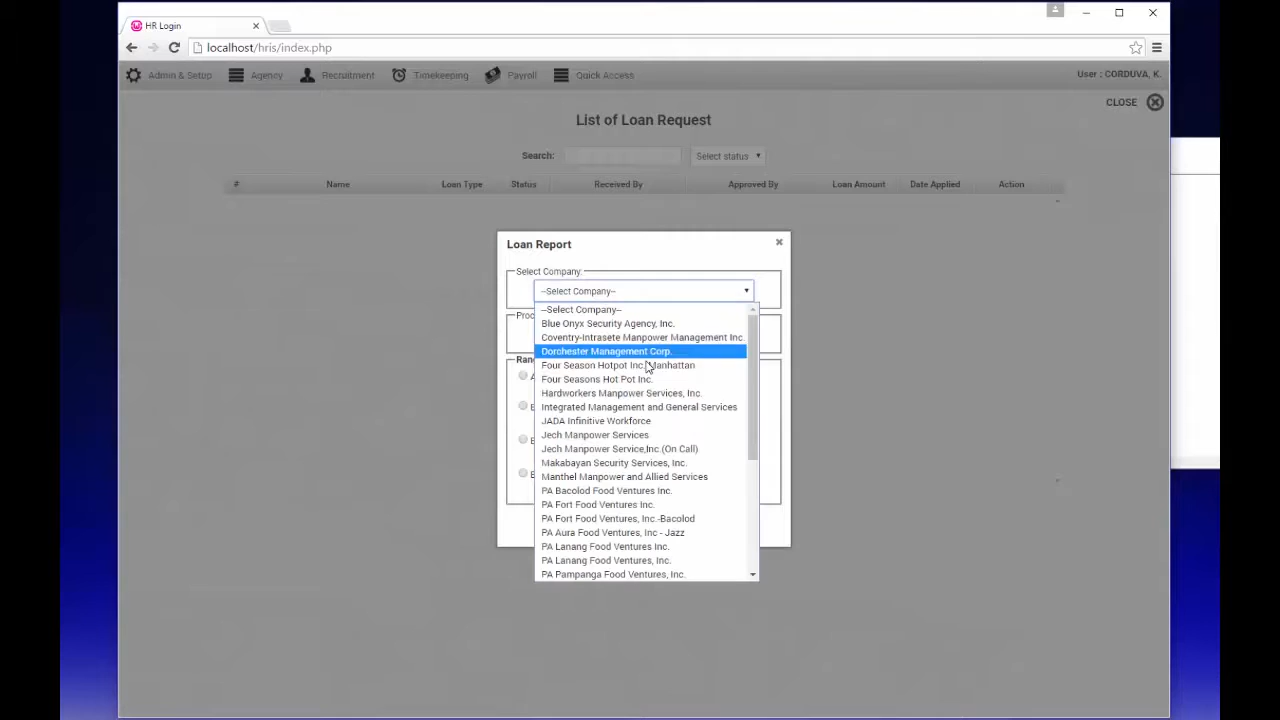 HR Login
localhost/hris/index.php
Admin & Setup Agency Recruitment Timekeeping Payroll Quick Access User : CORDUVA, K.
CLOSE
List of Loan Request
Search: Select status
# Name Loan Type Status Received By Approved By Loan Amount Date Applied Action
Loan Report
Select Company:
--Select Company--
--Select Company--
Blue Onyx Security Agency, Inc.
Coventry-Intrasete Manpower Management Inc.
Dorchester Management Corp.
Four Season Hotpot Inc. Manhattan
Four Seasons Hot Pot Inc.
Hardworkers Manpower Services, Inc.
Integrated Management and General Services
JADA Infinitive Workforce
Jech Manpower Services
Jech Manpower Service,Inc.(On Call)
Makabayan Security Services, Inc.
Manthel Manpower and Allied Services
PA Bacolod Food Ventures Inc.
PA Fort Food Ventures Inc.
PA Fort Food Ventures, Inc.-Bacolod
PA Aura Food Ventures, Inc - Jazz
PA Lanang Food Ventures Inc.
PA Lanang Food Ventures, Inc.
PA Pampanga Food Ventures, Inc.